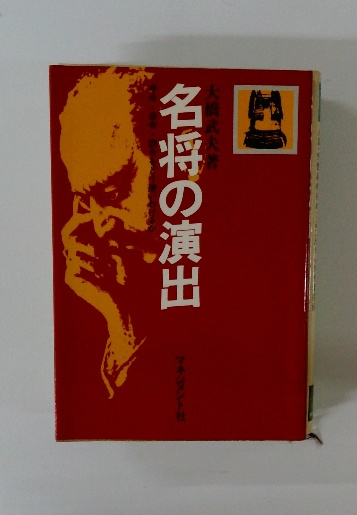 大橋武夫著
名将の演出
マネジメント社